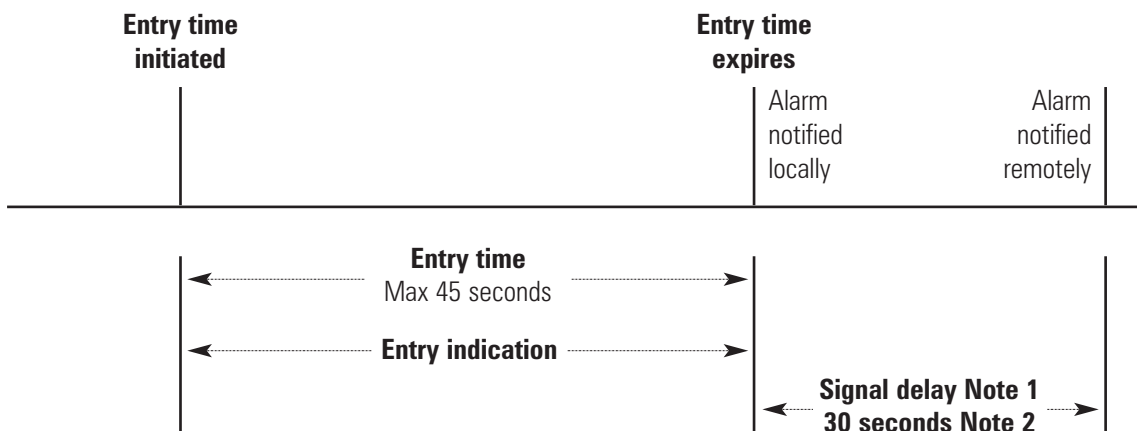 Entry time
initiated
Entry time
expires
Alarm
notified
locally
Alarm
notified
remotely
Entry time
Max 45 seconds
Entry indication
Signal delay Note 1
30 seconds Note 2